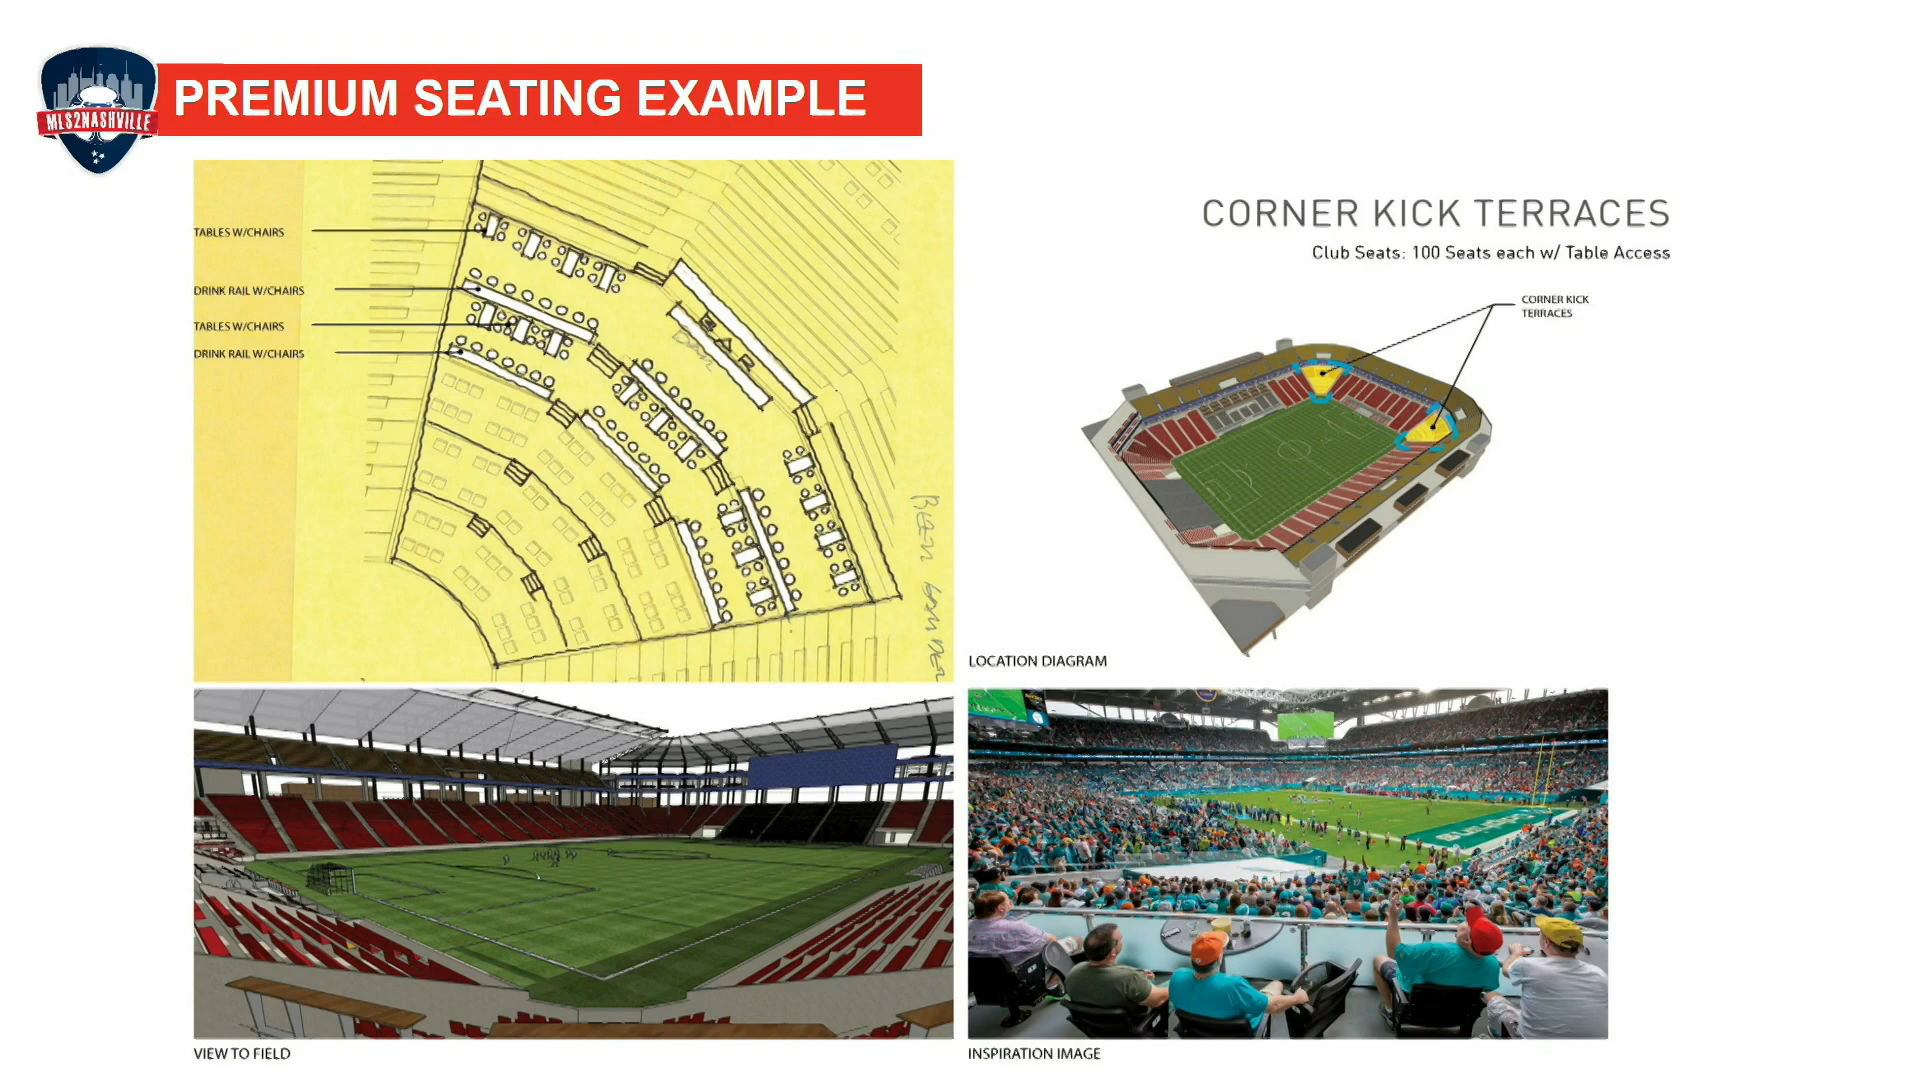 MLS2NASHVILLE
PREMIUM SEATING EXAMPLE
TABLES W/CHAIRS
DRINK RAIL W/CHAIRS
TABLES W/CHAIRS
DRINK RAIL W/CHAIRS
BAR
CORNER KICK TERRACES
Club Seats: 100 Seats each w/ Table Access
CORNER KICK
TERRACES
LOCATION DIAGRAM
VIEW TO FIELD
INSPIRATION IMAGE